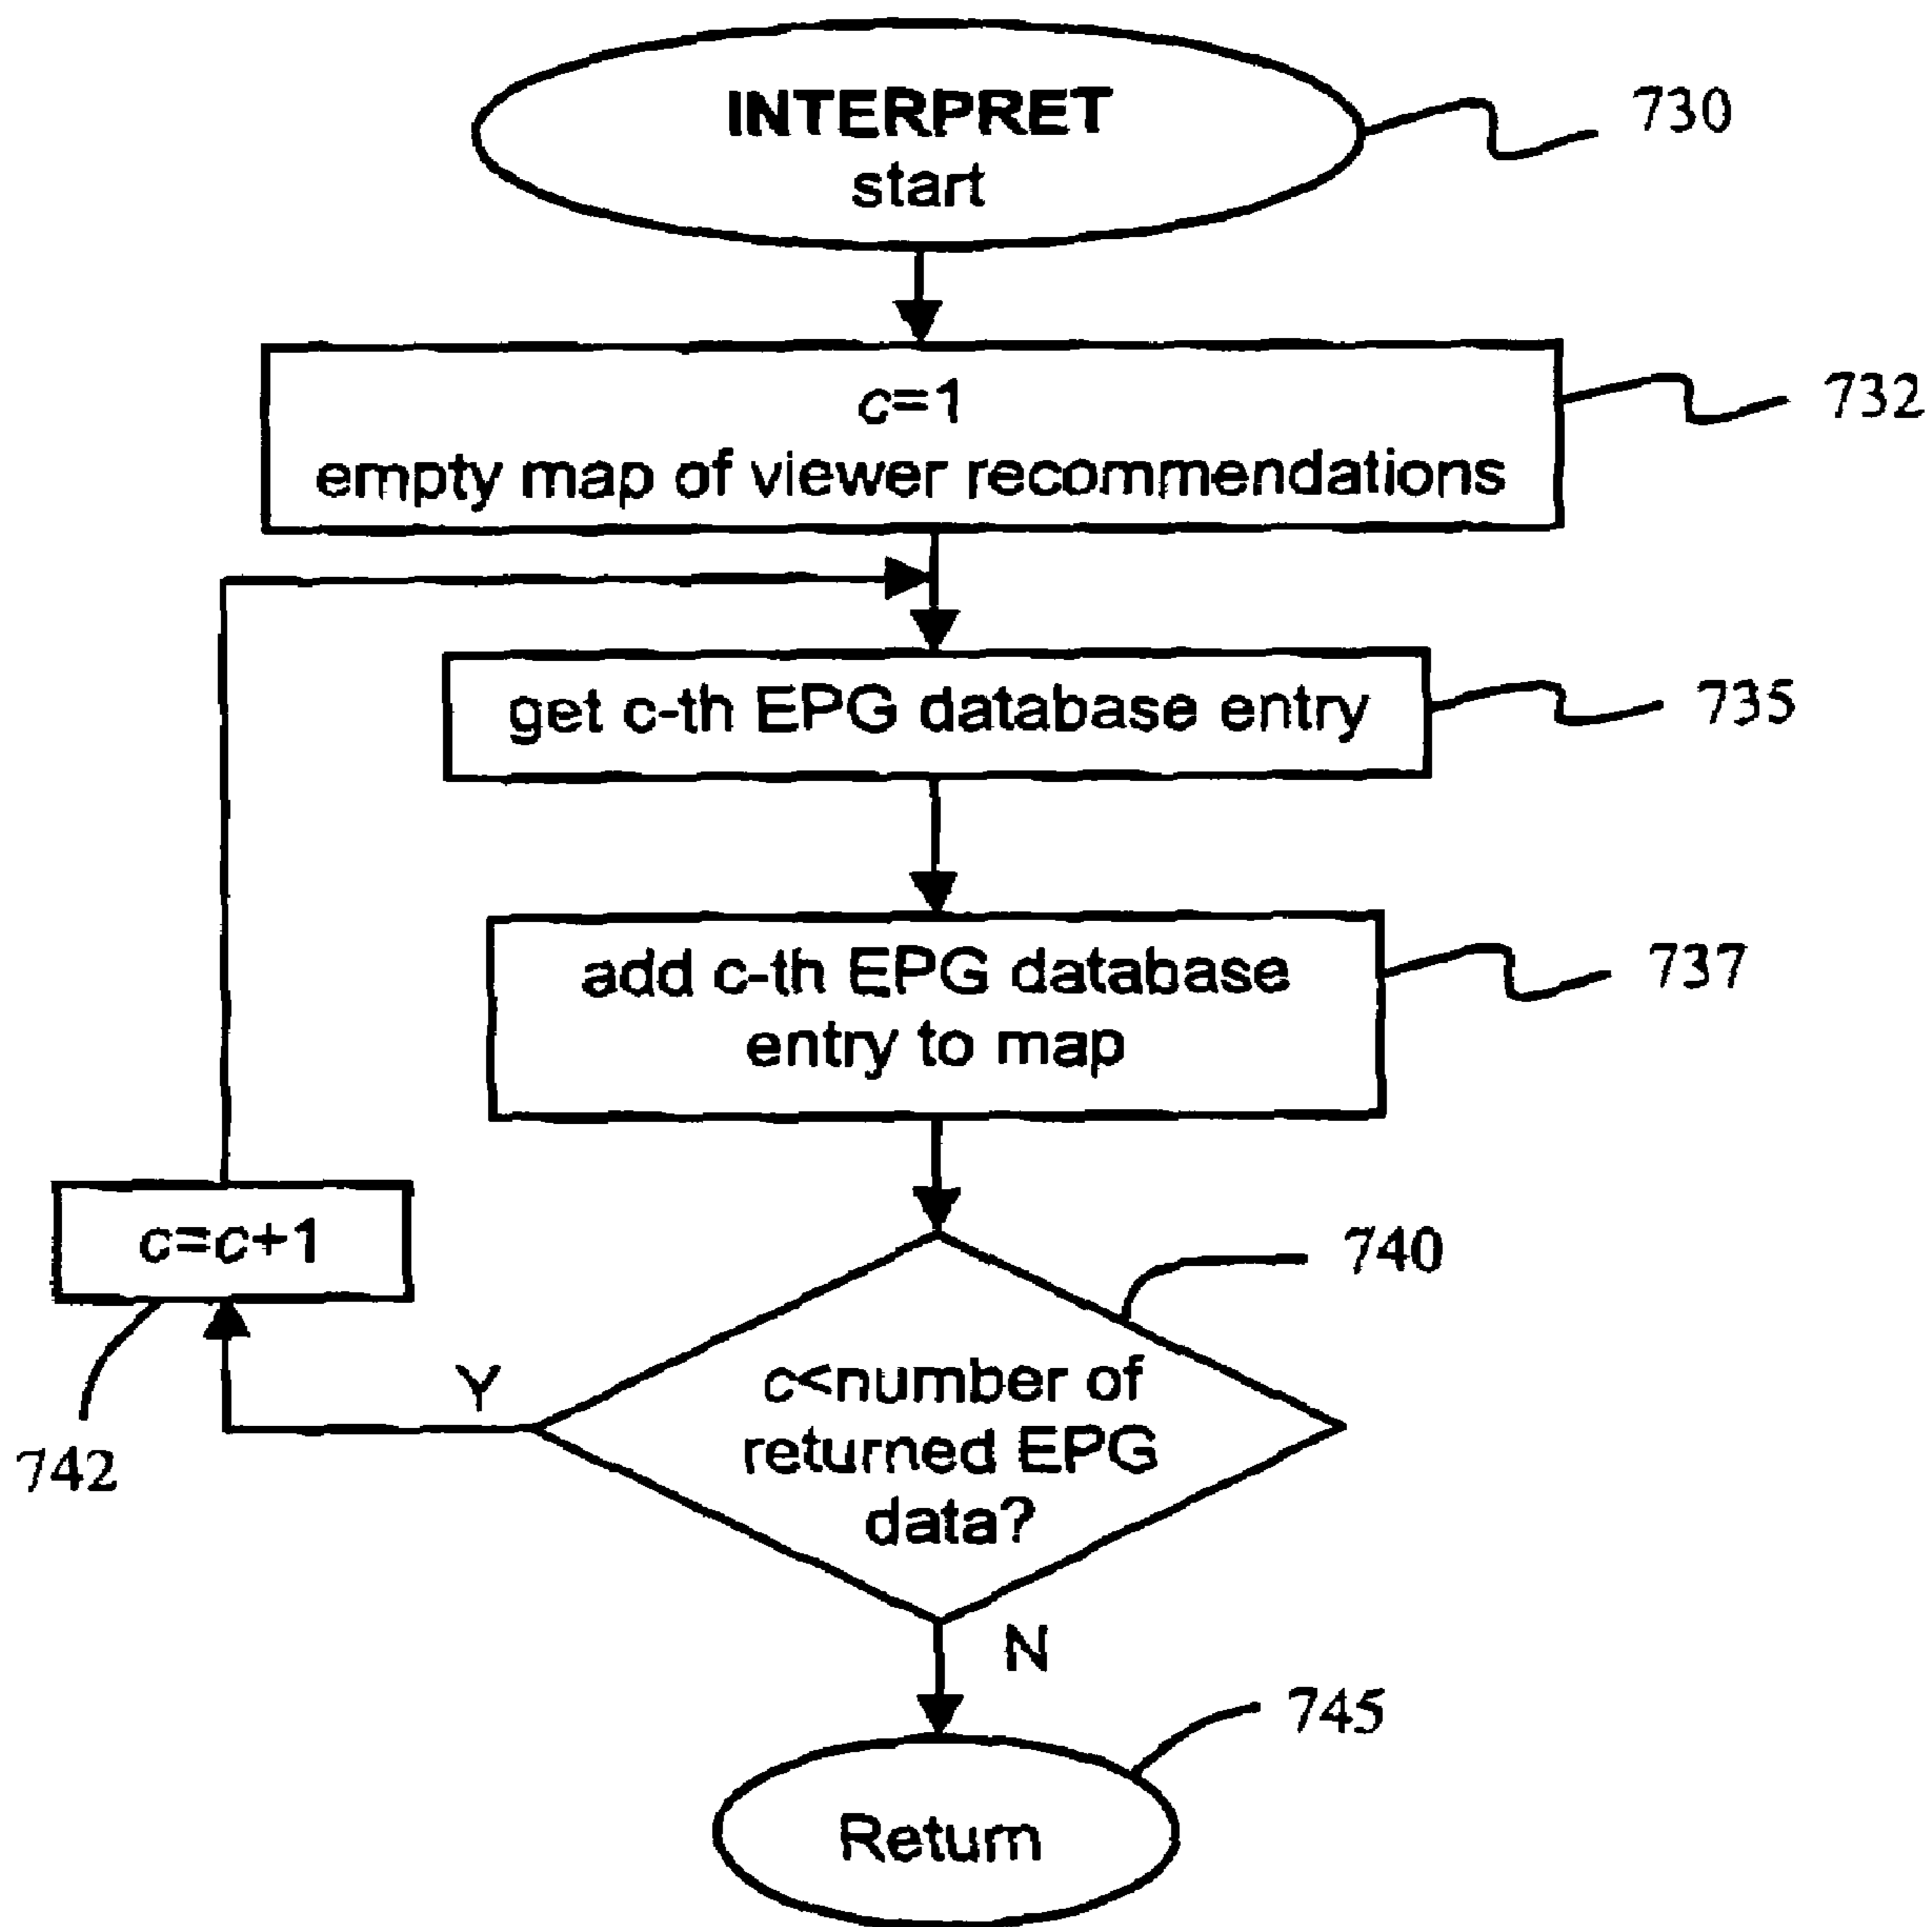 INTERPRET
start
730
c=1
empty map of viewer recommendations
732
get c-th EPG database entry
735
add c-th EPG database
entry to map
737
c=c+1
742
740
c<number of
returned EPG
data?
Y
N
745
Return